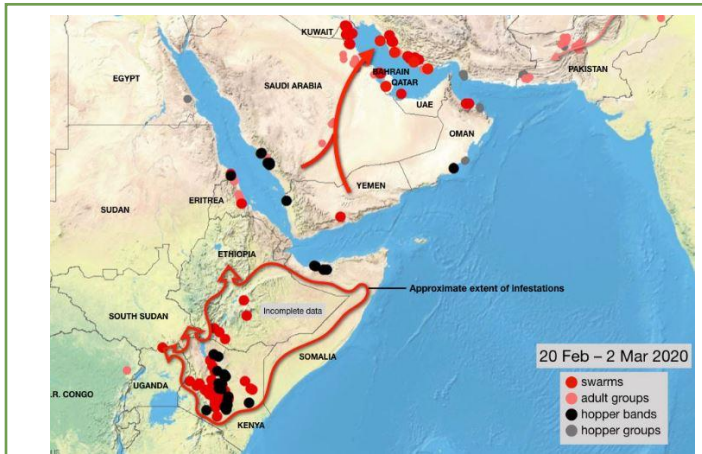 KUWAIT
EGYPT
PAKISTAN
SAUDI ARABIA
BAHRAIN
QATAR
UAE
OMAN
YEMEN
ERITREA
SUDAN
ETHIOPIA
Approximate extent of infestations
Incomplete data
SOUTH SUDAN
SOMALIA
20 Feb – 2 Mar 2020
UGANDA
swarms
.R. CONGO
adult groups
hopper bands
KENYA
hopper groups